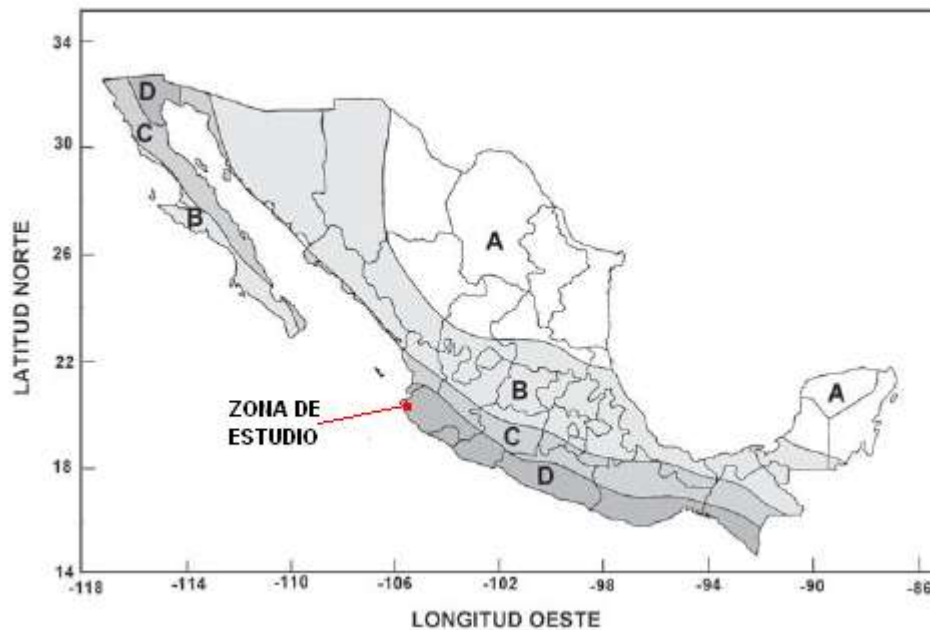 34
30
26
22
18
14
LATITUD NORTE
D
C
B
A
ZONA DE
ESTUDIO
B
C
D
A
-118
-114
-110
-106
-102
-98
-94
-90
-86
LONGITUD OESTE